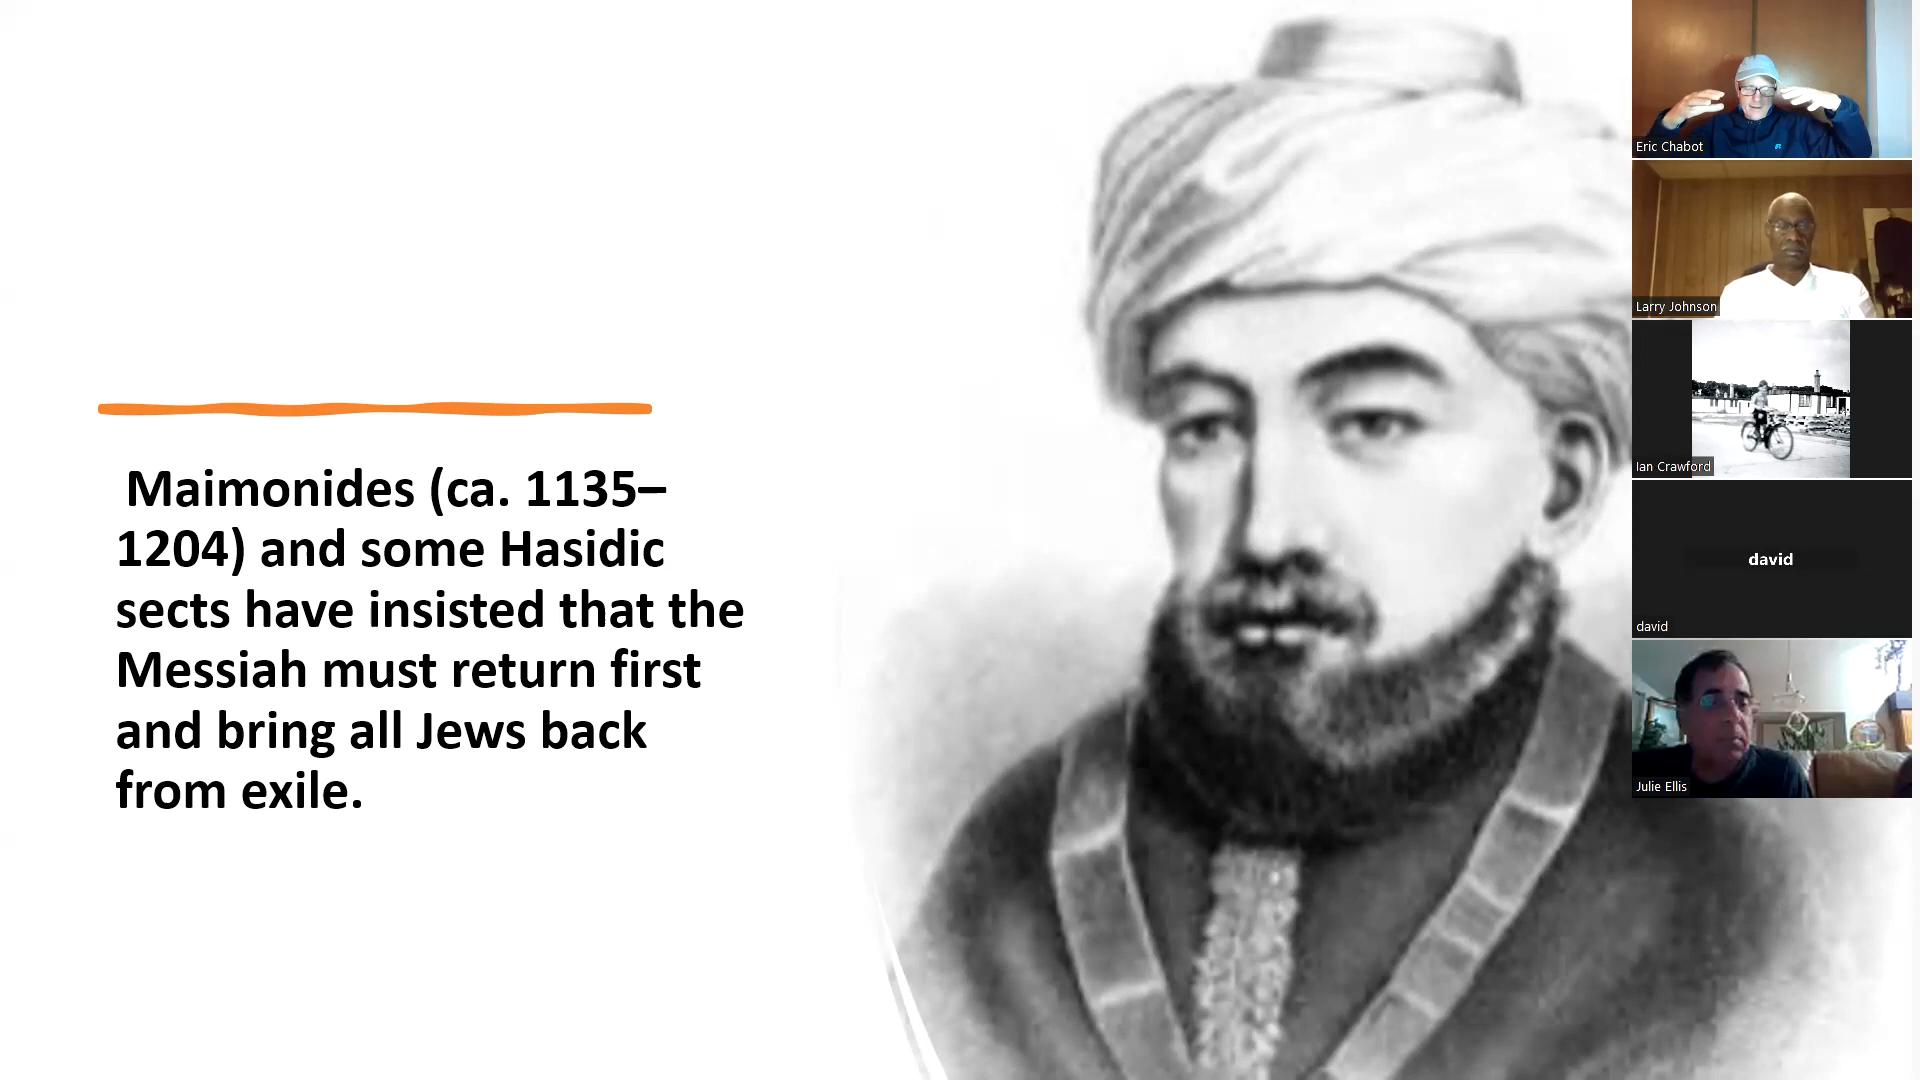 Maimonides (ca. 1135–
1204) and some Hasidic
sects have insisted that the
Messiah must return first
and bring all Jews back
from exile.
Eric Chabot
Larry Johnson
Ian Crawford
david
david
Julie Ellis